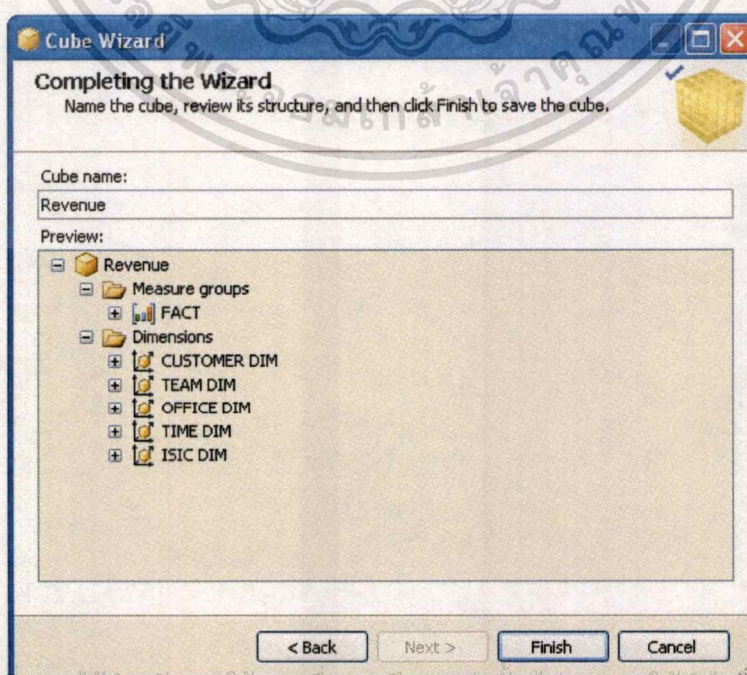 Cube Wizard
Completing the Wizard
Name the cube, review its structure, and then click Finish to save the cube.
Cube name:
Revenue
Preview:
Revenue
Measure groups
FACT
Dimensions
CUSTOMER DIM
TEAM DIM
OFFICE DIM
TIME DIM
ISIC DIM
< Back
Next >
Finish
Cancel